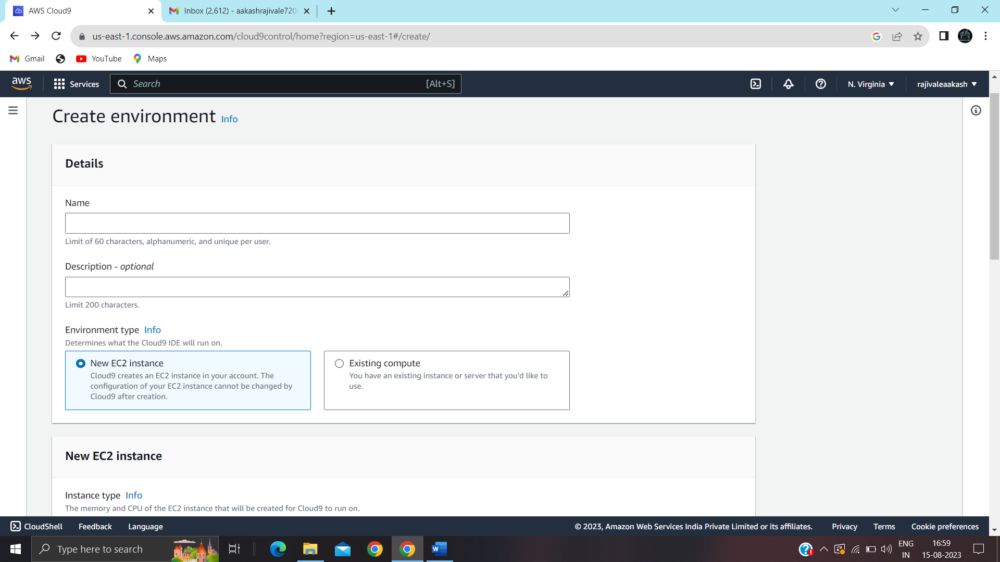 AWS Cloud9
Inbox (2,612) - aakashrajivale720
us-east-1.console.aws.amazon.com/cloud9control/home?region=us-east-1#/create/
Gmail
YouTube
Maps
aws
Services
Search
[Alt+S]
N. Virginia
rajivaleaakash
Create environment Info
Details
Name
Limit of 60 characters, alphanumeric, and unique per user.
Description - optional
Limit 200 characters.
Environment type Info
Determines what the Cloud9 IDE will run on.
New EC2 instance
Cloud9 creates an EC2 instance in your account. The
configuration of your EC2 instance cannot be changed by
Cloud9 after creation.
Existing compute
You have an existing instance or server that you'd like to
use.
New EC2 instance
Instance type Info
The memory and CPU of the EC2 instance that will be created for Cloud9 to run on.
CloudShell
Feedback
Language
© 2023, Amazon Web Services India Private Limited or its affiliates.
Privacy
Terms
Cookie preferences
Type here to search
ENG
IN
16:59
15-08-2023